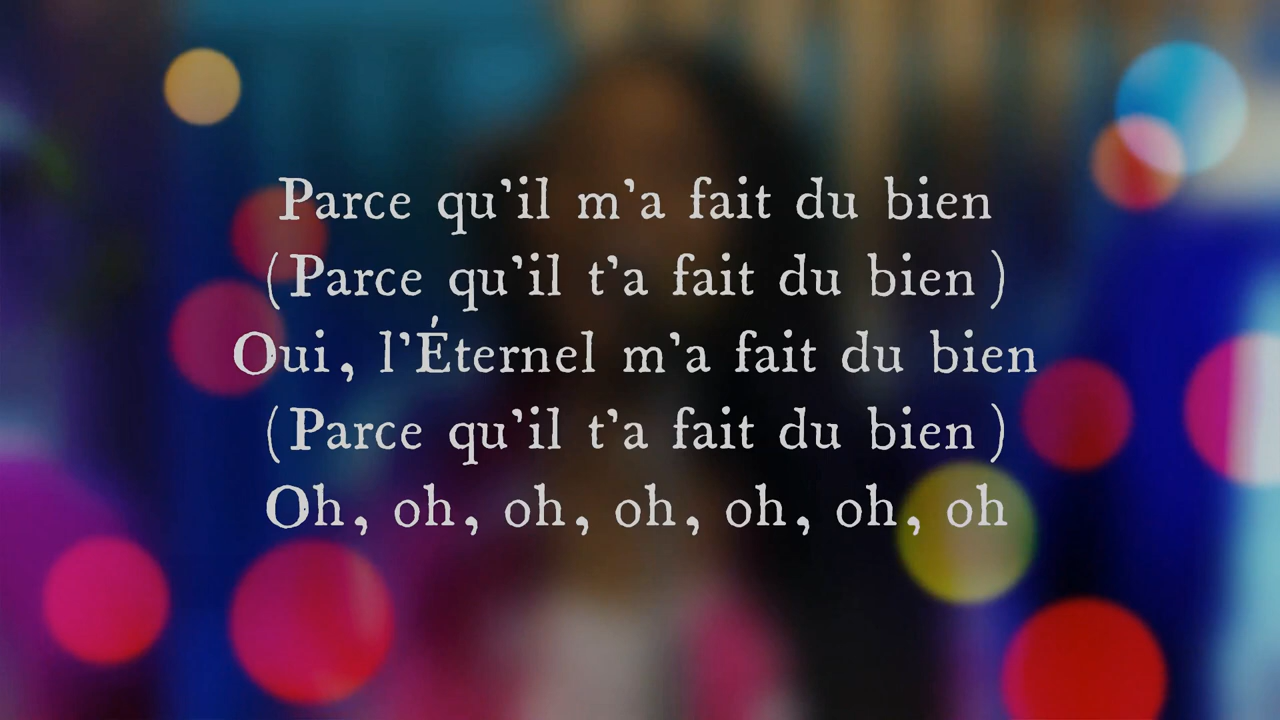 Parce qu'il m'a fait du bien
(Parce qu'il t'a fait du bien)
Oui, l'Éternel m'a fait du bien
(Parce qu'il t'a fait du bien)
Oh, oh, oh, oh, oh, oh, oh